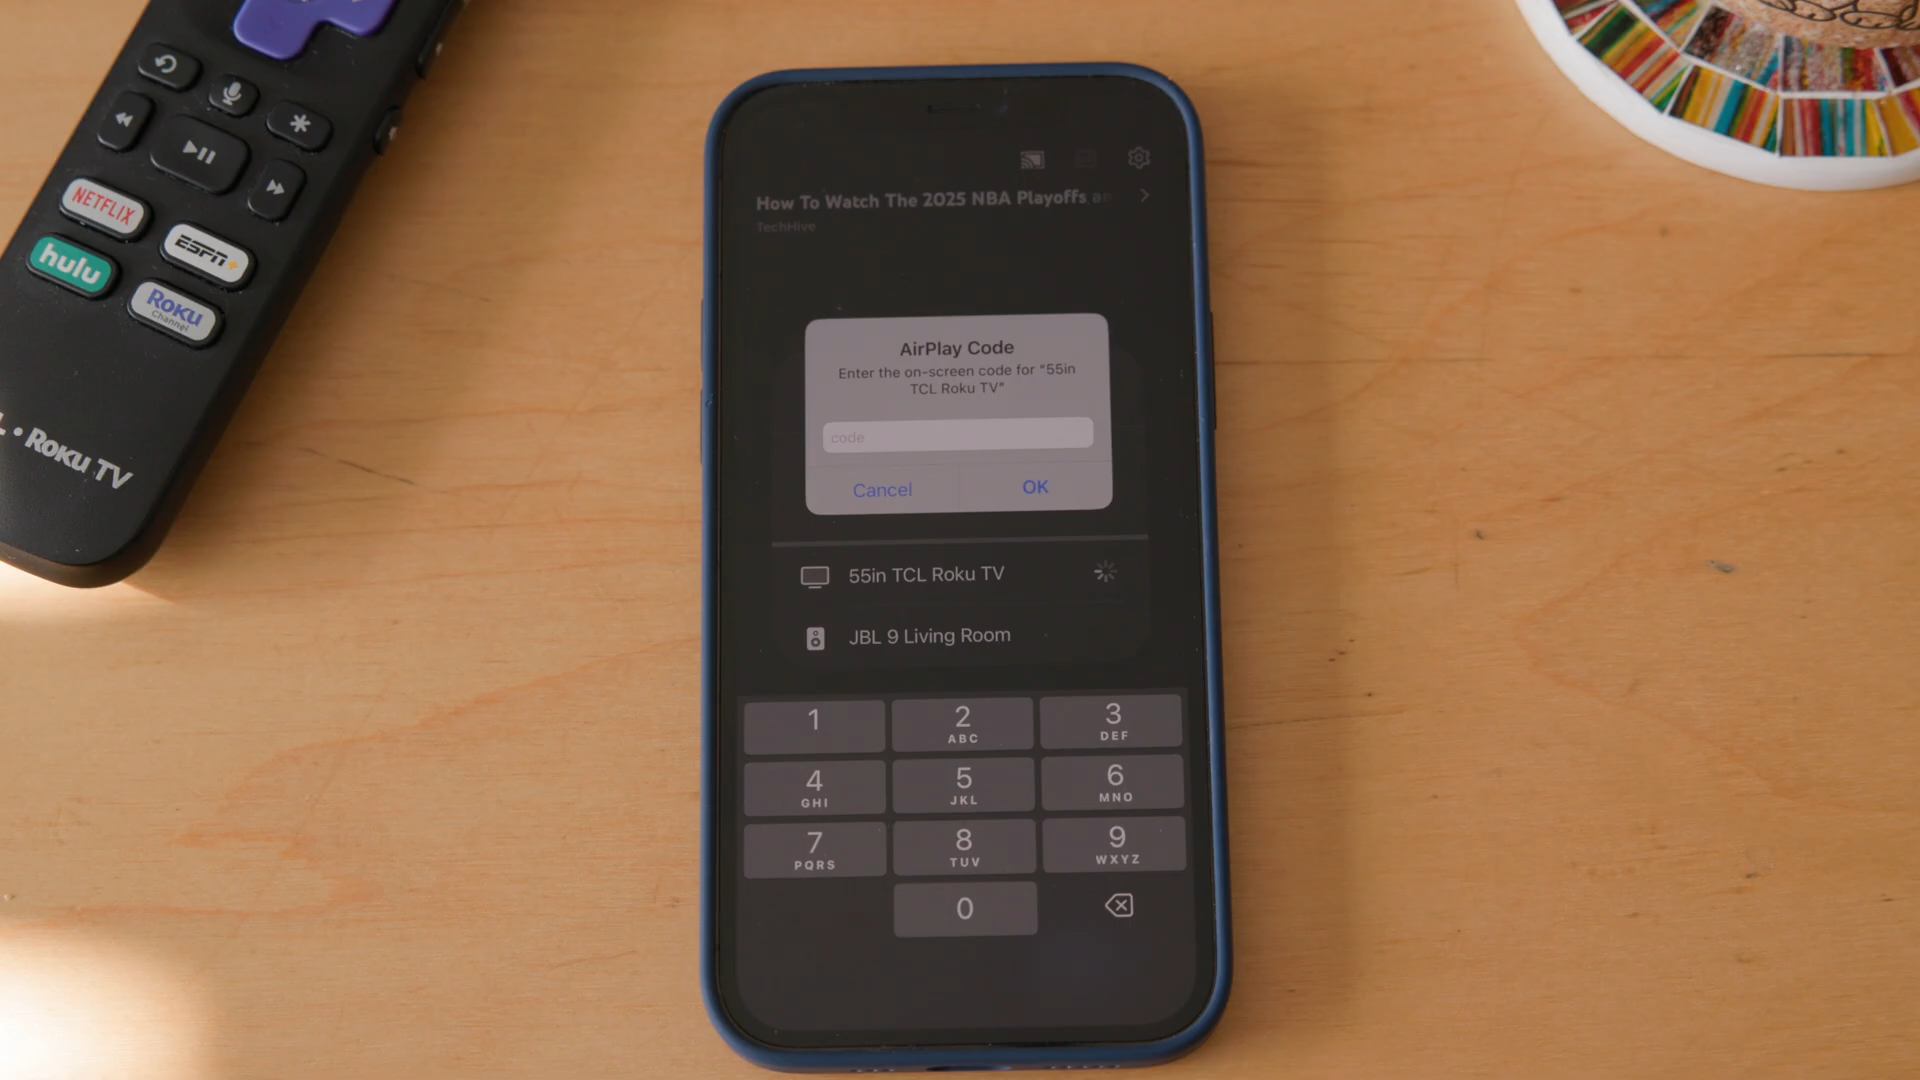 NETFLIX
ESPN+
hulu
Roku
Channel
Roku TV
How To Watch The 2025 NBA Playoffs
TechHive
AirPlay Code
Enter the on-screen code for “55in
TCL Roku TV”
code
Cancel
OK
55in TCL Roku TV
JBL 9 Living Room
1
2
ABC
3
DEF
4
GHI
5
JKL
6
MNO
7
PQRS
8
TUV
9
WXYZ
0